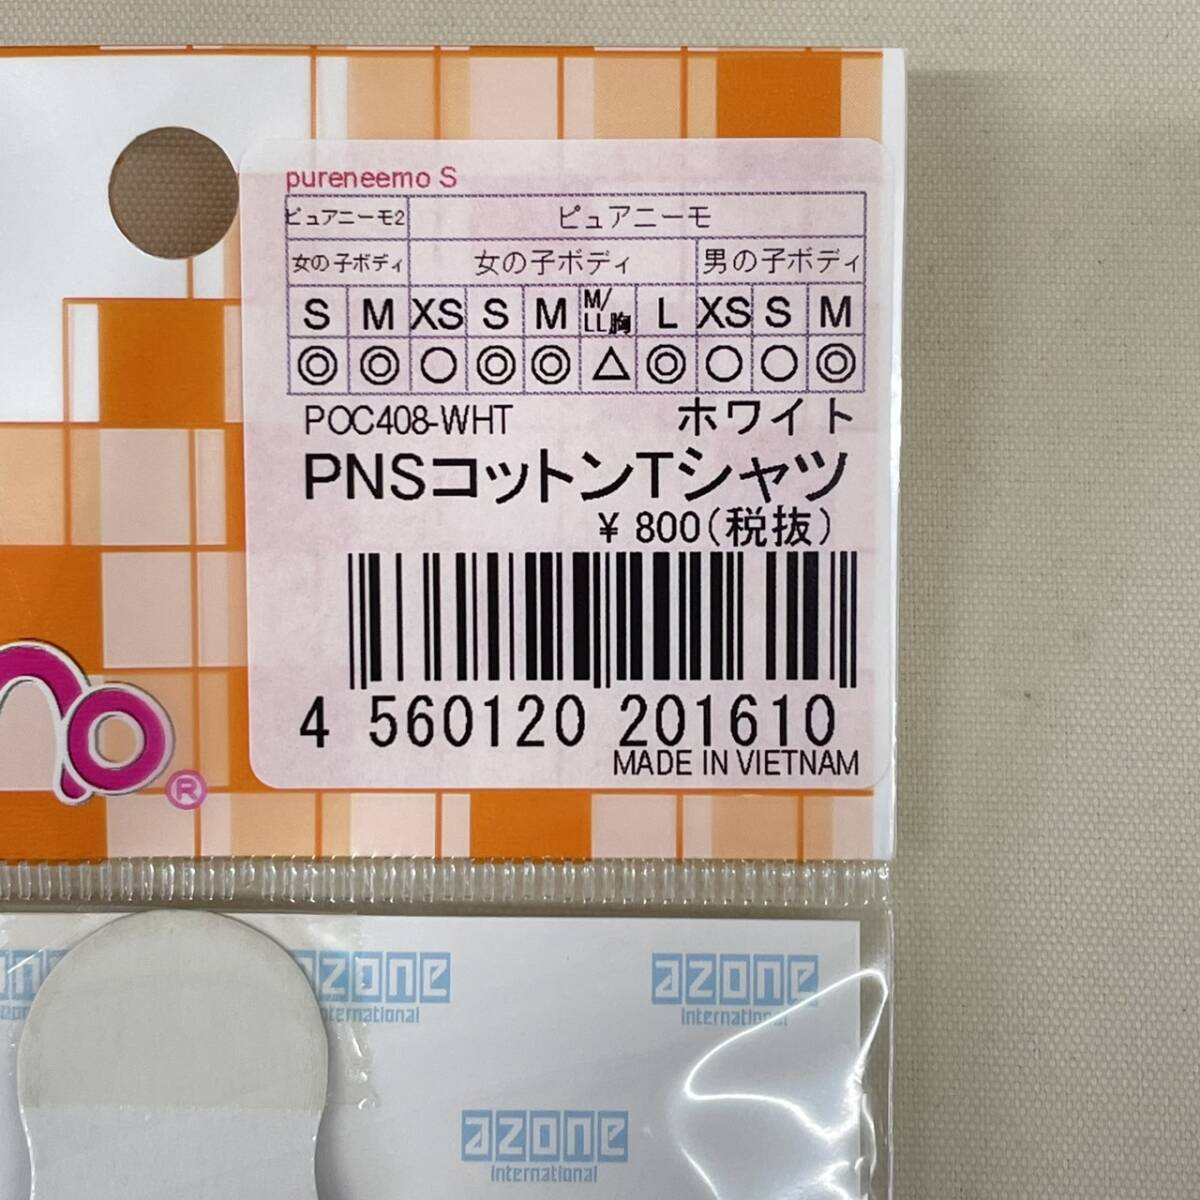 pureneemo S
ピュアニーモ2 ピュアニーモ
女の子ボディ 女の子ボディ 男の子ボディ
S M XS S M M/LL胸 L XS S M
◎ ◎ ○ ◎ ◎ △ ◎ ○ ○ ◎
POC408-WHT ホワイト
PNSコットンTシャツ
¥ 800(税抜)
4 560120 201610
MADE IN VIETNAM
®
azone azone
international international
azone
international